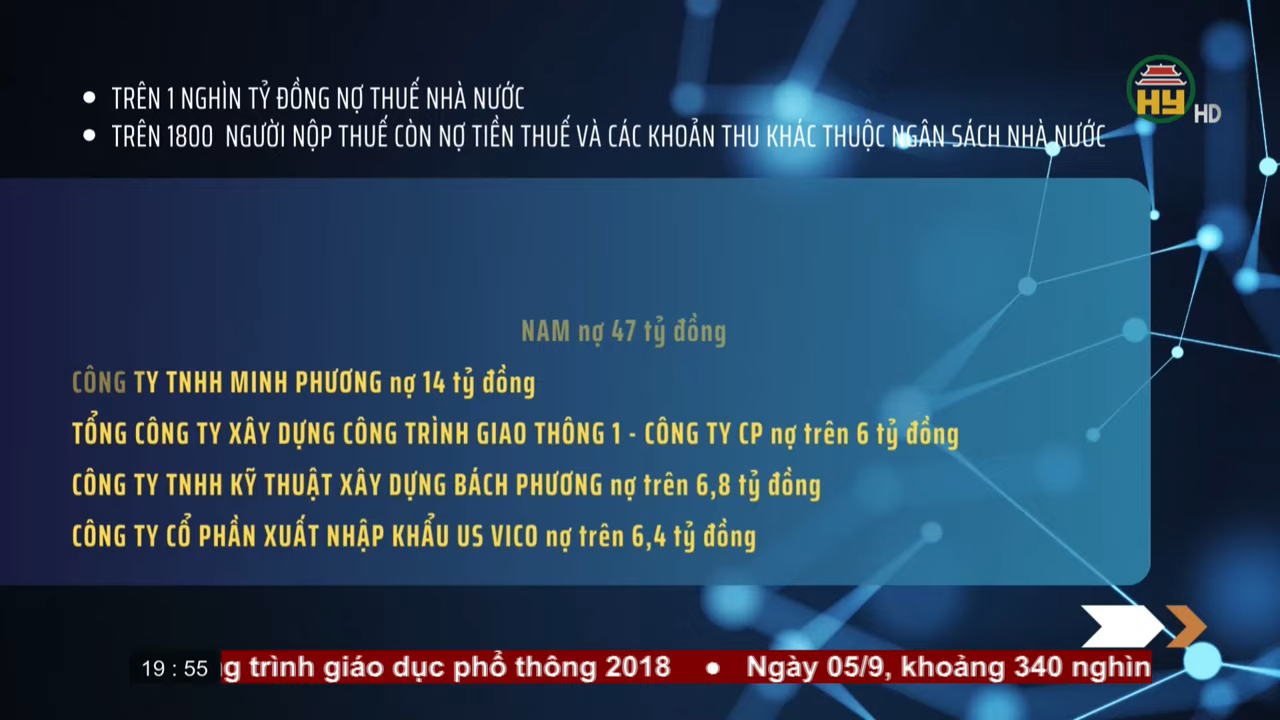 TRÊN 1 NGHÌN TỶ ĐỒNG NỢ THUẾ NHÀ NƯỚC
TRÊN 1800 NGƯỜI NỘP THUẾ CÒN NỢ TIỀN THUẾ VÀ CÁC KHOẢN THU KHÁC THUỘC NGÂN SÁCH NHÀ NƯỚC
HY HD
NAM nợ 47 tỷ đồng
CÔNG TY TNHH MINH PHƯƠNG nợ 14 tỷ đồng
TỔNG CÔNG TY XÂY DỰNG CÔNG TRÌNH GIAO THÔNG 1 - CÔNG TY CP nợ trên 6 tỷ đồng
CÔNG TY TNHH KỸ THUẬT XÂY DỰNG BÁCH PHƯƠNG nợ trên 6,8 tỷ đồng
CÔNG TY CỔ PHẦN XUẤT NHẬP KHẨU US VICO nợ trên 6,4 tỷ đồng
19 : 55 g trình giáo dục phổ thông 2018 • Ngày 05/9, khoảng 340 nghìn